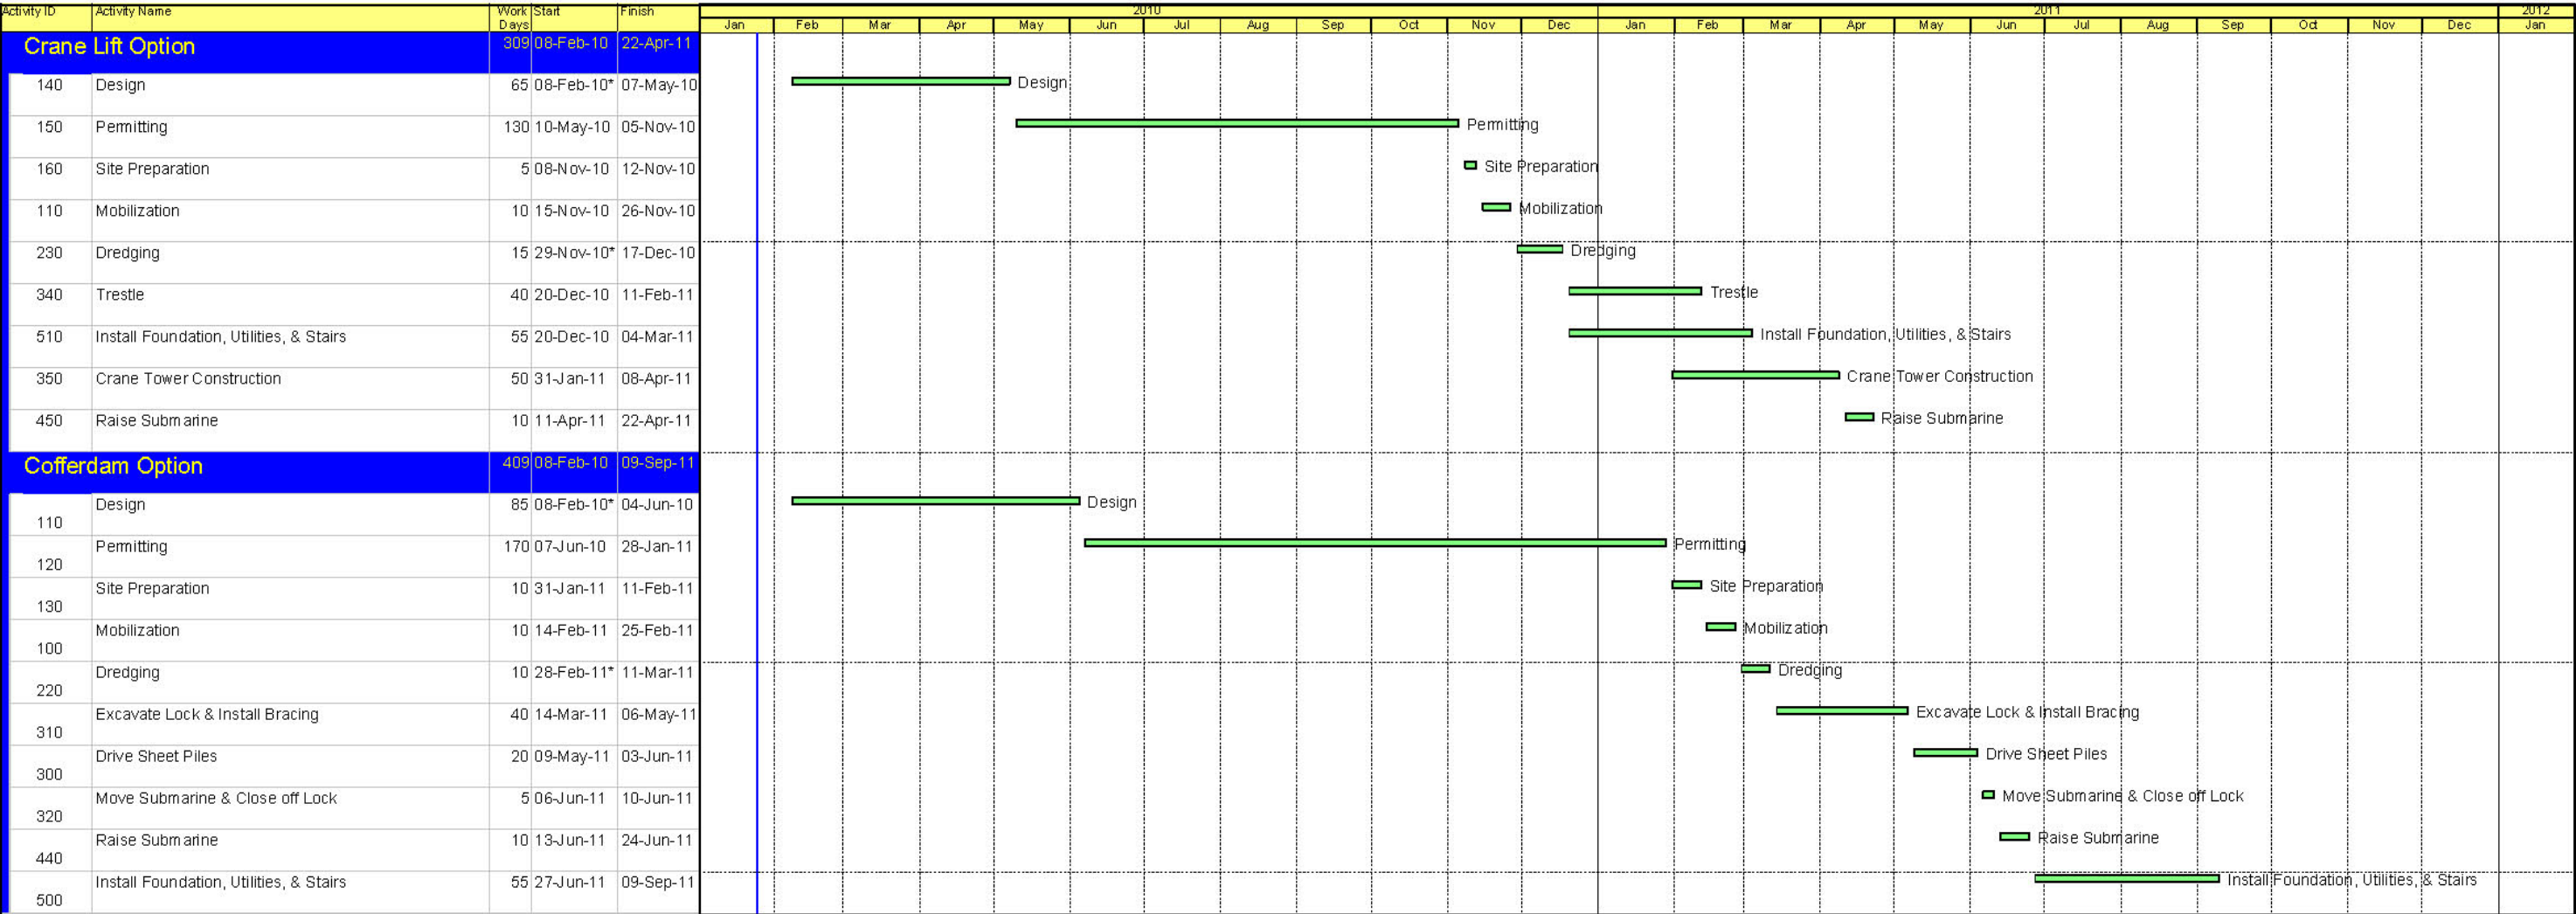 Activity ID Activity Name Work Days Start Finish
2010 2011 2012
Jan Feb Mar Apr May Jun Jul Aug Sep Oct Nov Dec Jan Feb Mar Apr May Jun Jul Aug Sep Oct Nov Dec Jan
Crane Lift Option 309 08-Feb-10 22-Apr-11
140 Design 65 08-Feb-10* 07-May-10 Design
150 Permitting 130 10-May-10 05-Nov-10 Permitting
160 Site Preparation 5 08-Nov-10 12-Nov-10 Site Preparation
110 Mobilization 10 15-Nov-10 26-Nov-10 Mobilization
230 Dredging 15 29-Nov-10* 17-Dec-10 Dredging
340 Trestle 40 20-Dec-10 11-Feb-11 Trestle
510 Install Foundation, Utilities, & Stairs 55 20-Dec-10 04-Mar-11 Install Foundation, Utilities, & Stairs
350 Crane Tower Construction 50 31-Jan-11 08-Apr-11 Crane Tower Construction
450 Raise Submarine 10 11-Apr-11 22-Apr-11 Raise Submarine
Cofferdam Option 409 08-Feb-10 09-Sep-11
110 Design 85 08-Feb-10* 04-Jun-10 Design
120 Permitting 170 07-Jun-10 28-Jan-11 Permitting
130 Site Preparation 10 31-Jan-11 11-Feb-11 Site Preparation
100 Mobilization 10 14-Feb-11 25-Feb-11 Mobilization
220 Dredging 10 28-Feb-11* 11-Mar-11 Dredging
310 Excavate Lock & Install Bracing 40 14-Mar-11 06-May-11 Excavate Lock & Install Bracing
300 Drive Sheet Piles 20 09-May-11 03-Jun-11 Drive Sheet Piles
320 Move Submarine & Close off Lock 5 06-Jun-11 10-Jun-11 Move Submarine & Close off Lock
440 Raise Submarine 10 13-Jun-11 24-Jun-11 Raise Submarine
500 Install Foundation, Utilities, & Stairs 55 27-Jun-11 09-Sep-11 Install Foundation, Utilities, & Stairs